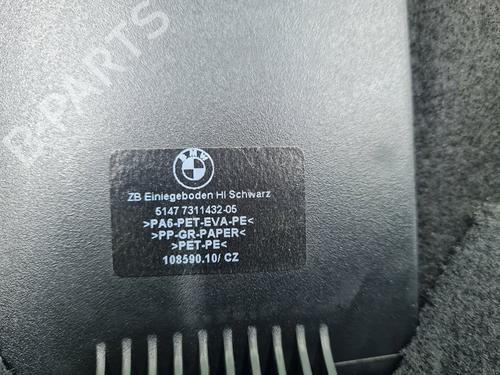 B-PARTS
BMW
ZB Einlegeboden HI Schwarz
5147 7311432-05
>PA6-PET-EVA-PE<
>PP-GR-PAPER<
>PET-PE<
108590.10/ CZ